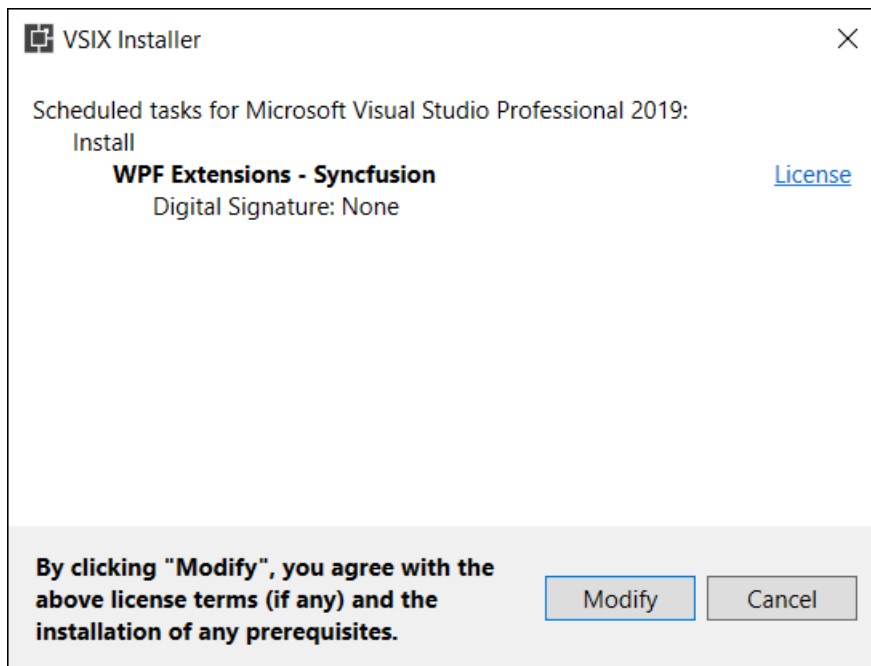 VSIX Installer
Scheduled tasks for Microsoft Visual Studio Professional 2019:
Install
WPF Extensions - Syncfusion License
Digital Signature: None
By clicking "Modify", you agree with the
above license terms (if any) and the
installation of any prerequisites.
Modify Cancel